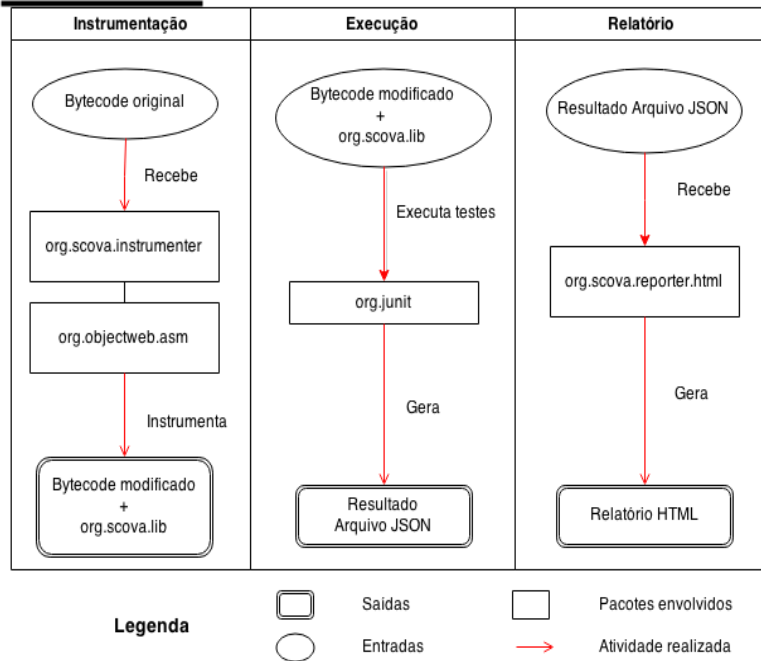 Instrumentação
Execução
Relatório
Bytecode original
Recebe
org.scova.instrumenter
org.objectweb.asm
Instrumenta
Bytecode modificado
+
org.scova.lib
Bytecode modificado
+
org.scova.lib
Executa testes
org.junit
Gera
Resultado
Arquivo JSON
Resultado Arquivo JSON
Recebe
org.scova.reporter.html
Gera
Relatório HTML
Legenda
Saidas
Pacotes envolvidos
Entradas
Atividade realizada